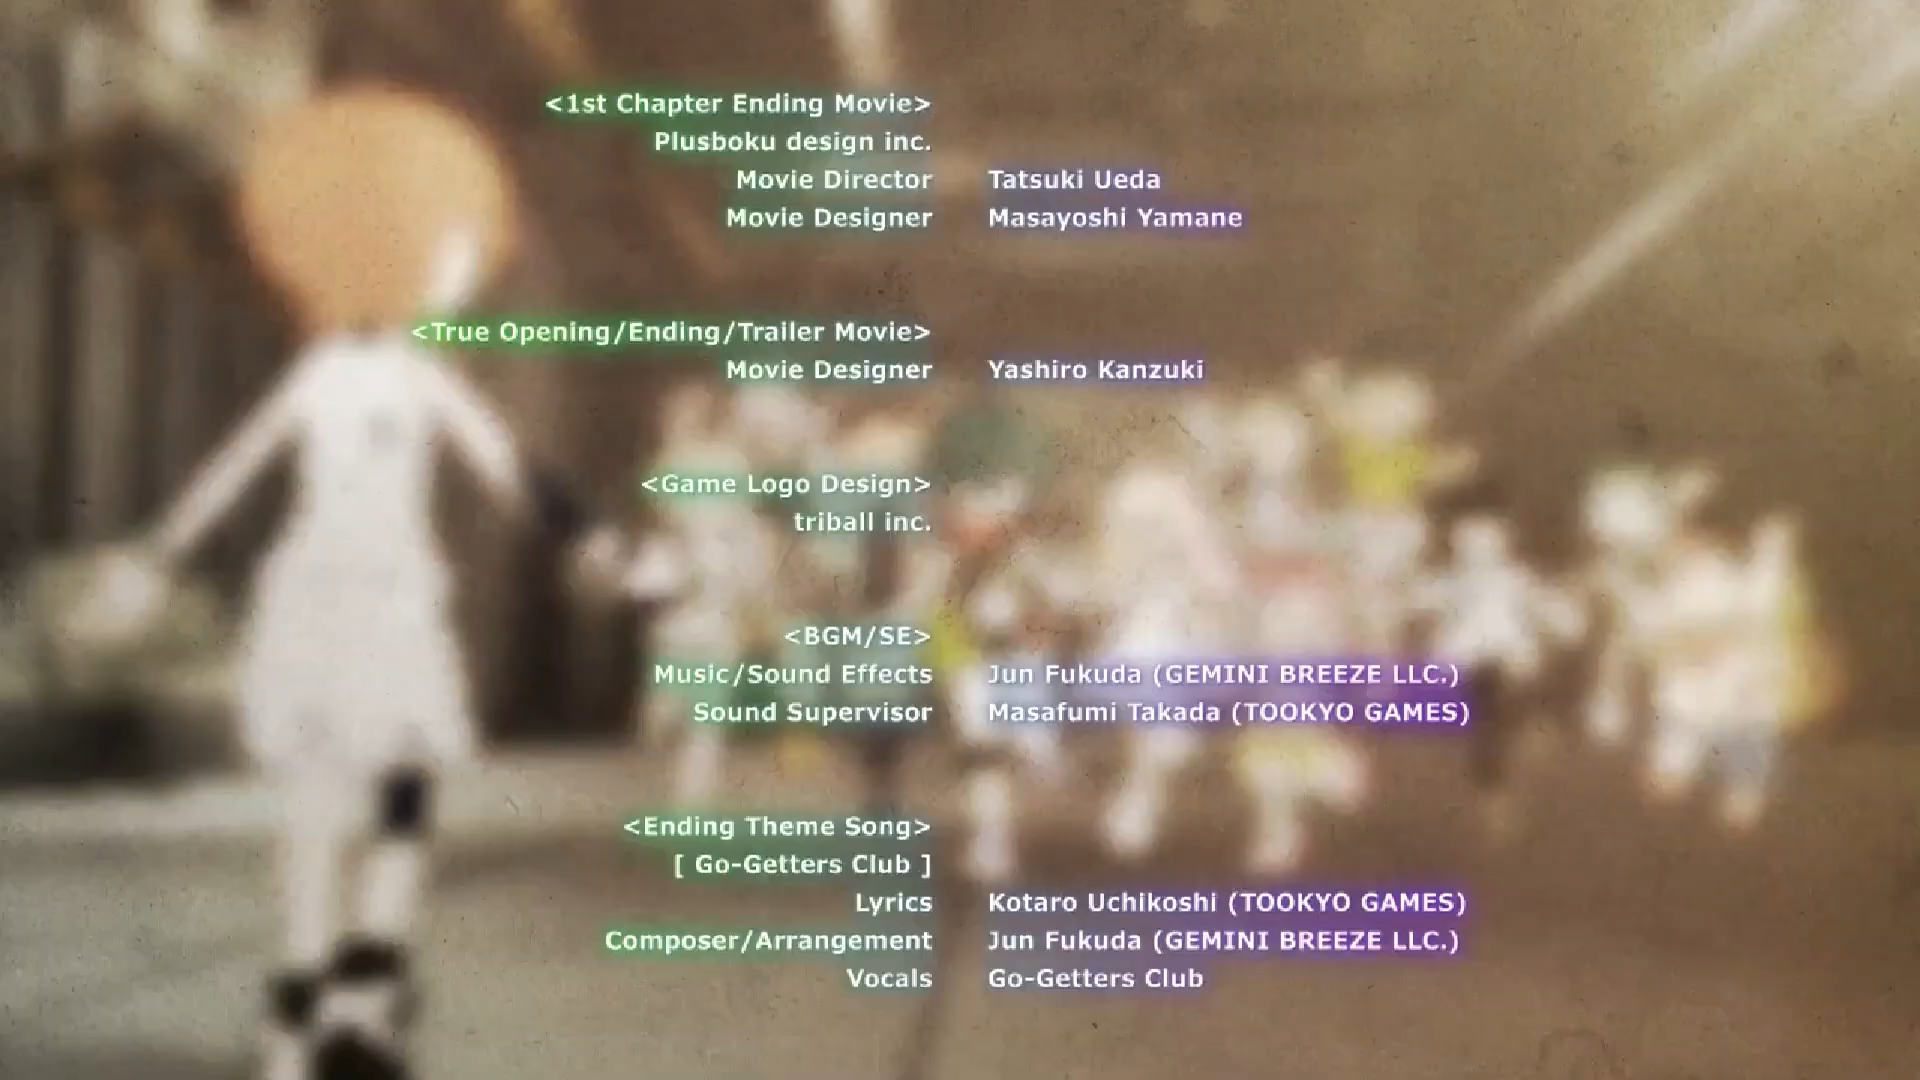 <1st Chapter Ending Movie>
Plusboku design inc.
Movie Director Tatsuki Ueda
Movie Designer Masayoshi Yamane
<True Opening/Ending/Trailer Movie>
Movie Designer Yashiro Kanzuki
<Game Logo Design>
triball inc.
<BGM/SE>
Music/Sound Effects Jun Fukuda (GEMINI BREEZE LLC.)
Sound Supervisor Masafumi Takada (TOOKYO GAMES)
<Ending Theme Song>
[ Go-Getters Club ]
Lyrics Kotaro Uchikoshi (TOOKYO GAMES)
Composer/Arrangement Jun Fukuda (GEMINI BREEZE LLC.)
Vocals Go-Getters Club